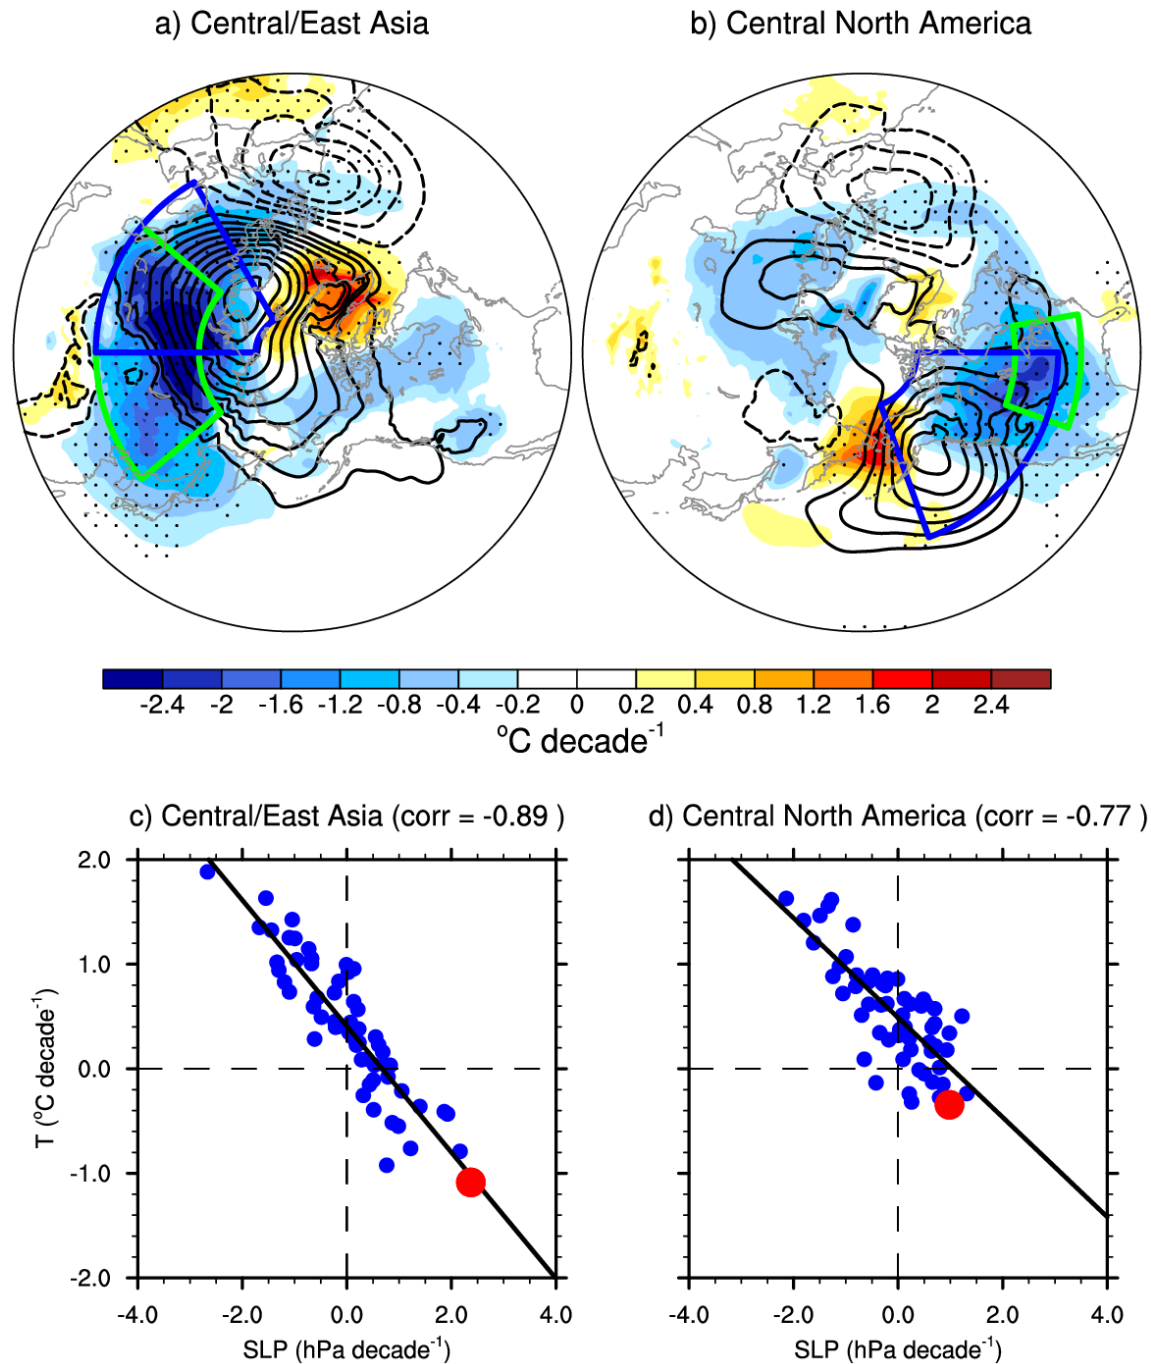 a) Central/East Asia
b) Central North America
-2.4 -2 -1.6 -1.2 -0.8 -0.4 -0.2 0 0.2 0.4 0.8 1.2 1.6 2 2.4
°C decade⁻¹
c) Central/East Asia (corr = -0.89 )
d) Central North America (corr = -0.77 )
2.0
1.0
0.0
-1.0
-2.0
T (°C decade⁻¹)
-4.0 -2.0 0.0 2.0 4.0
-4.0 -2.0 0.0 2.0 4.0
SLP (hPa decade⁻¹)
SLP (hPa decade⁻¹)